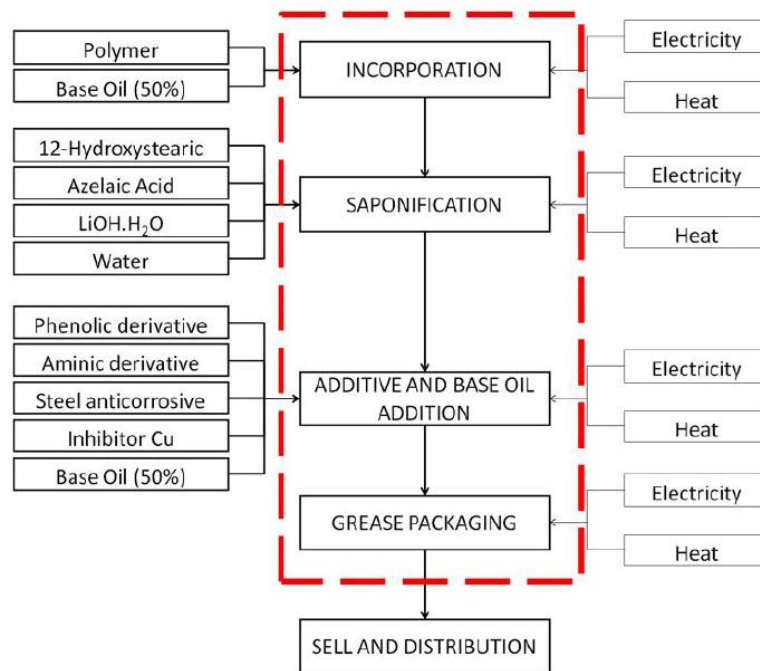 Polymer
Base Oil (50%)
INCORPORATION
Electricity
Heat
12-Hydroxystearic
Azelaic Acid
LiOH.H₂O
Water
SAPONIFICATION
Electricity
Heat
Phenolic derivative
Aminic derivative
Steel anticorrosive
Inhibitor Cu
Base Oil (50%)
ADDITIVE AND BASE OIL
ADDITION
Electricity
Heat
GREASE PACKAGING
Electricity
Heat
SELL AND DISTRIBUTION